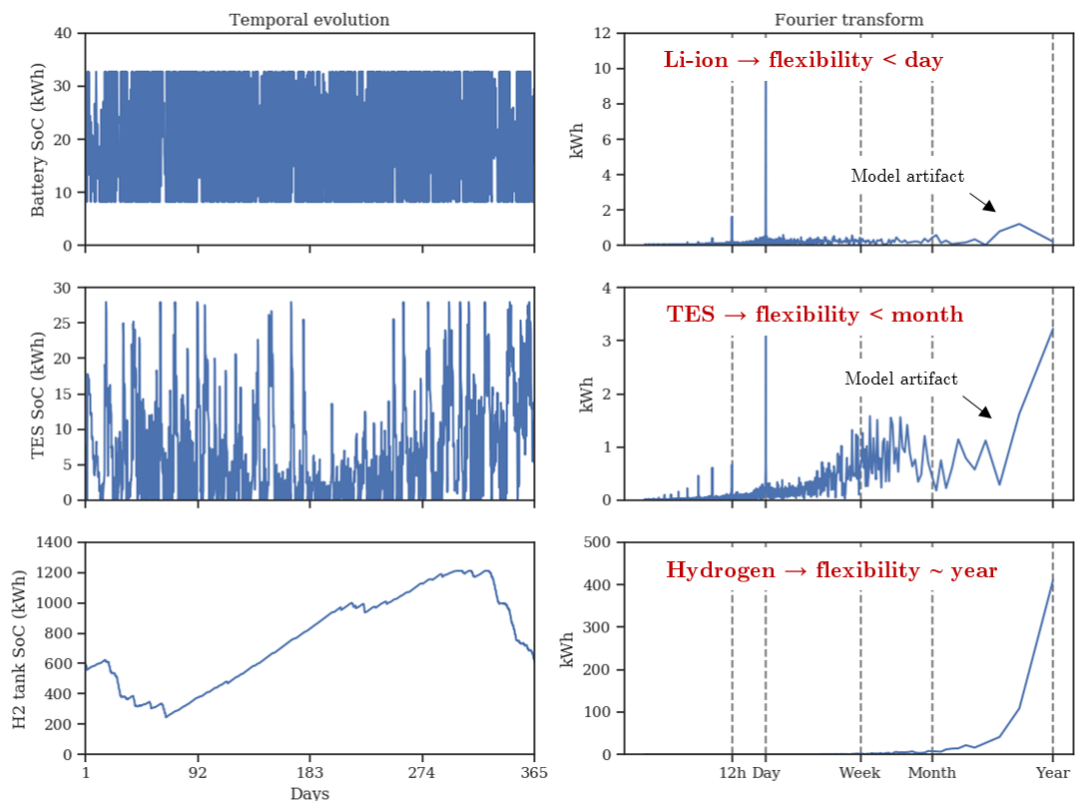 Temporal evolution
Fourier transform
40
30
20
10
0
Battery SoC (kWh)
12
10
8
6
4
2
0
kWh
Li-ion → flexibility < day
Model artifact
30
25
20
15
10
5
0
TES SoC (kWh)
4
3
2
1
0
kWh
TES → flexibility < month
Model artifact
1400
1200
1000
800
600
400
200
0
H2 tank SoC (kWh)
1 92 183 274 365
Days
500
400
300
200
100
0
kWh
Hydrogen → flexibility ~ year
12h Day Week Month Year